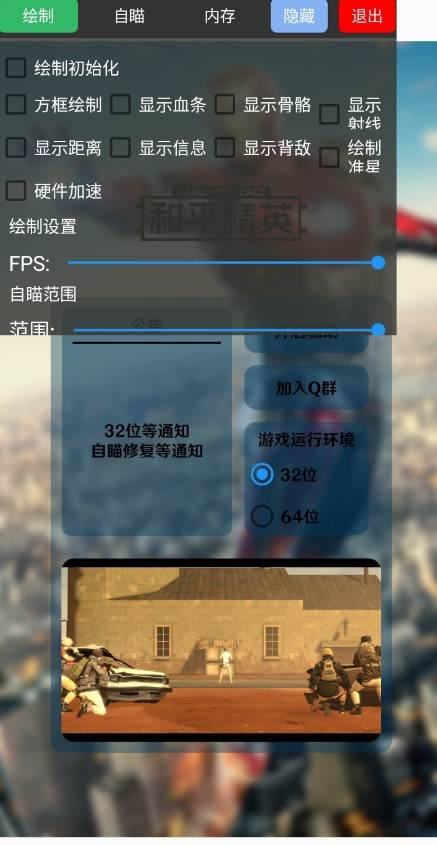 绘制 自瞄 内存 隐藏 退出
绘制初始化
方框绘制 显示血条 显示骨骼 显示
射线
显示距离 显示信息 显示背敌 绘制
准星
硬件加速
GAME FOR PEACE
和平精英
绘制设置
FPS:
自瞄范围
范围:
公告
加入Q群
32位等通知
自瞄修复等通知
游戏运行环境
32位
64位